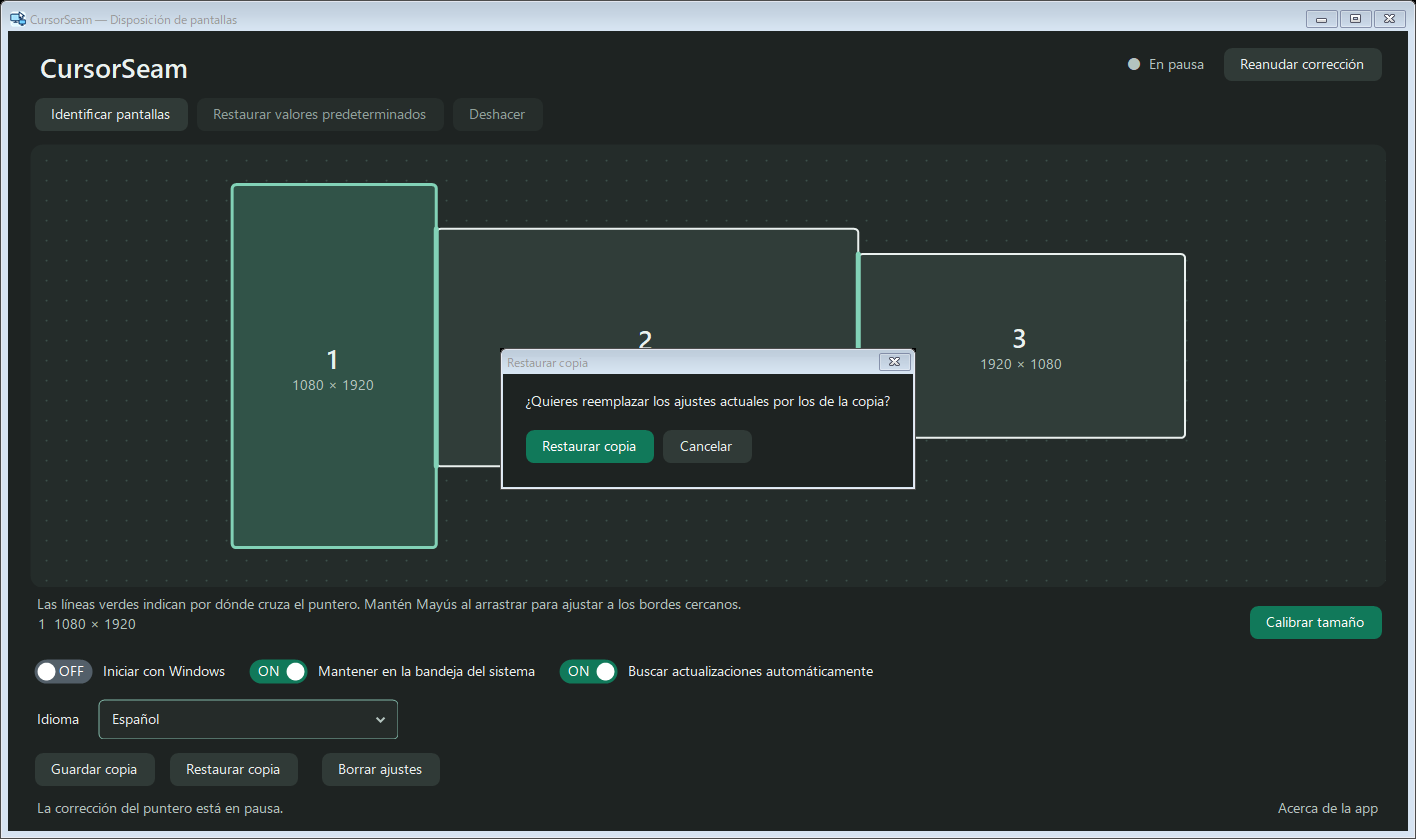 CursorSeam — Disposición de pantallas
CursorSeam
En pausa
Reanudar corrección
Identificar pantallas
Restaurar valores predeterminados
Deshacer
1
1080 × 1920
2
3
1920 × 1080
Restaurar copia
¿Quieres reemplazar los ajustes actuales por los de la copia?
Restaurar copia
Cancelar
Las líneas verdes indican por dónde cruza el puntero. Mantén Mayús al arrastrar para ajustar a los bordes cercanos.
1 1080 × 1920
Calibrar tamaño
OFF Iniciar con Windows
ON Mantener en la bandeja del sistema
ON Buscar actualizaciones automáticamente
Idioma
Español
Guardar copia
Restaurar copia
Borrar ajustes
La corrección del puntero está en pausa.
Acerca de la app